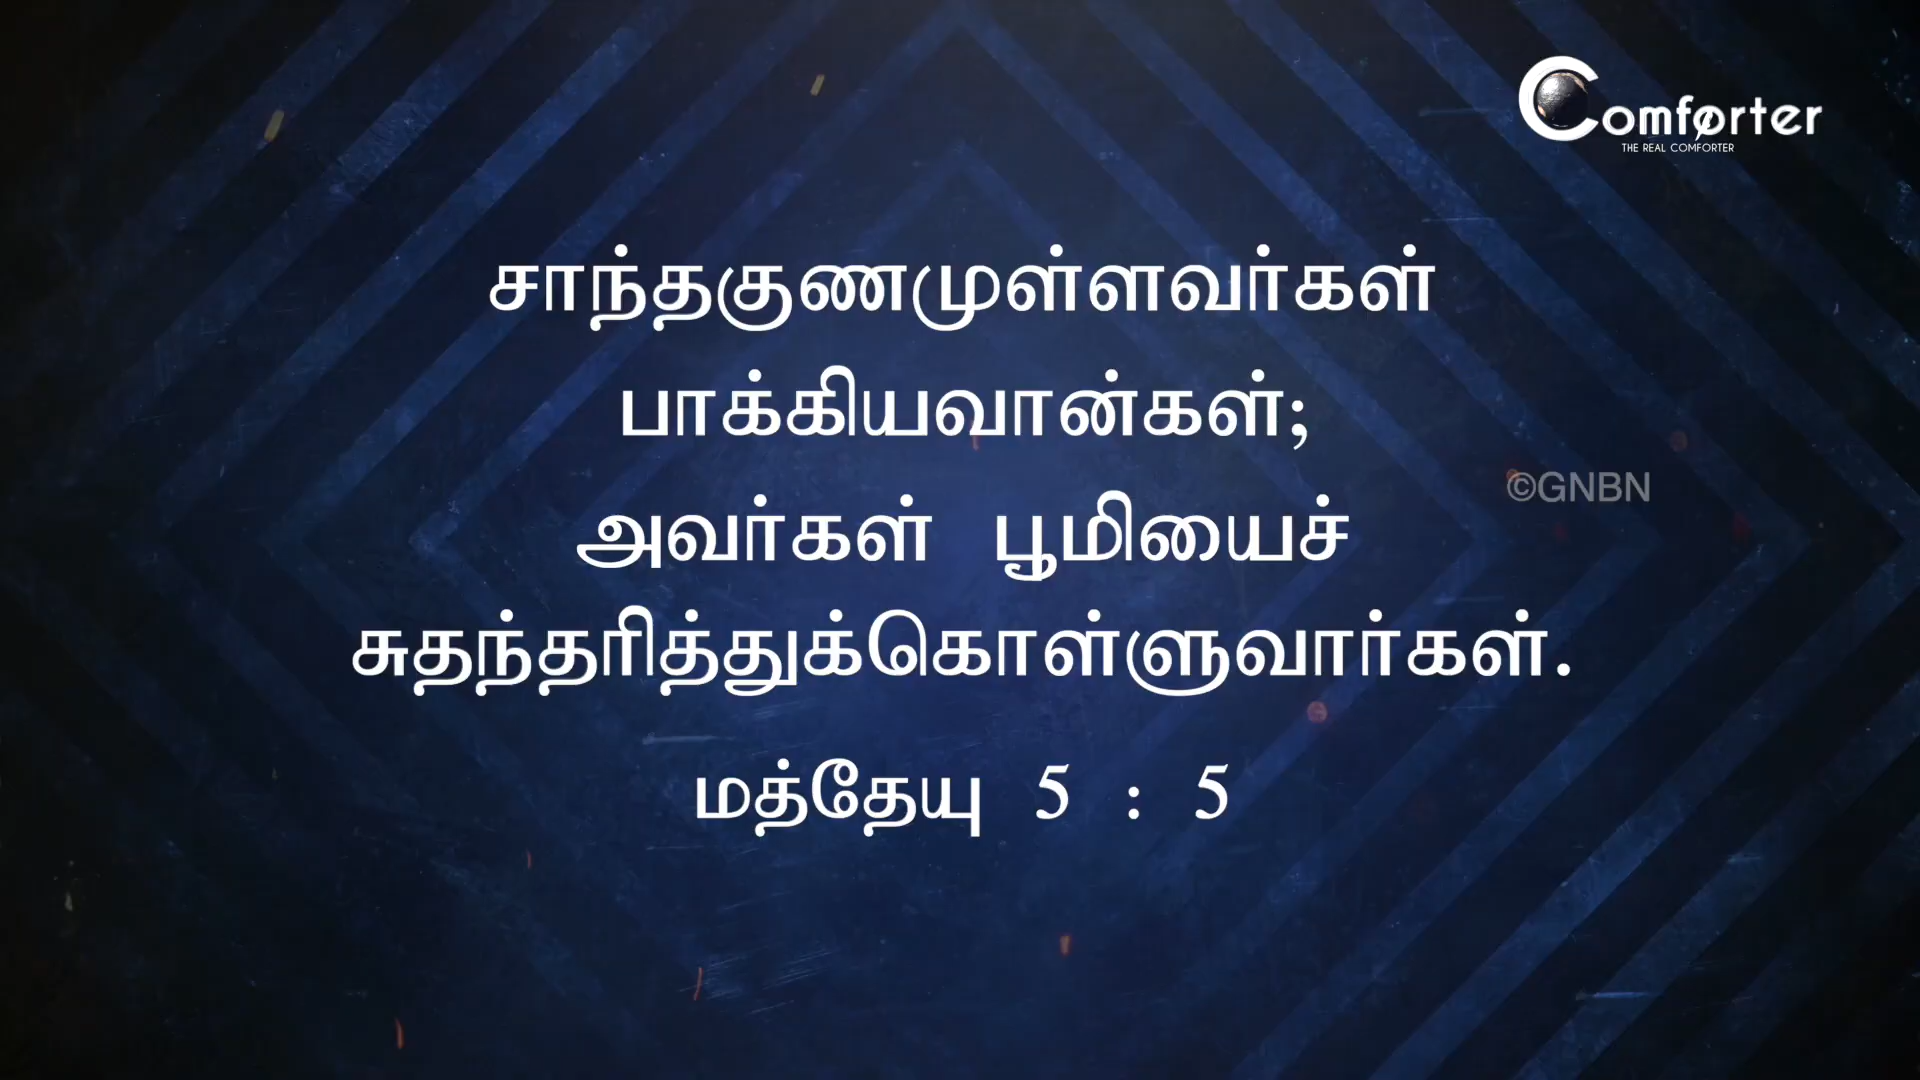 Comforter
THE REAL COMFORTER
சாந்தகுணமுள்ளவர்கள்
பாக்கியவான்கள்;
©GNBN
அவர்கள் பூமியைச்
சுதந்தரித்துக்கொள்ளுவார்கள்.
மத்தேயு 5 : 5